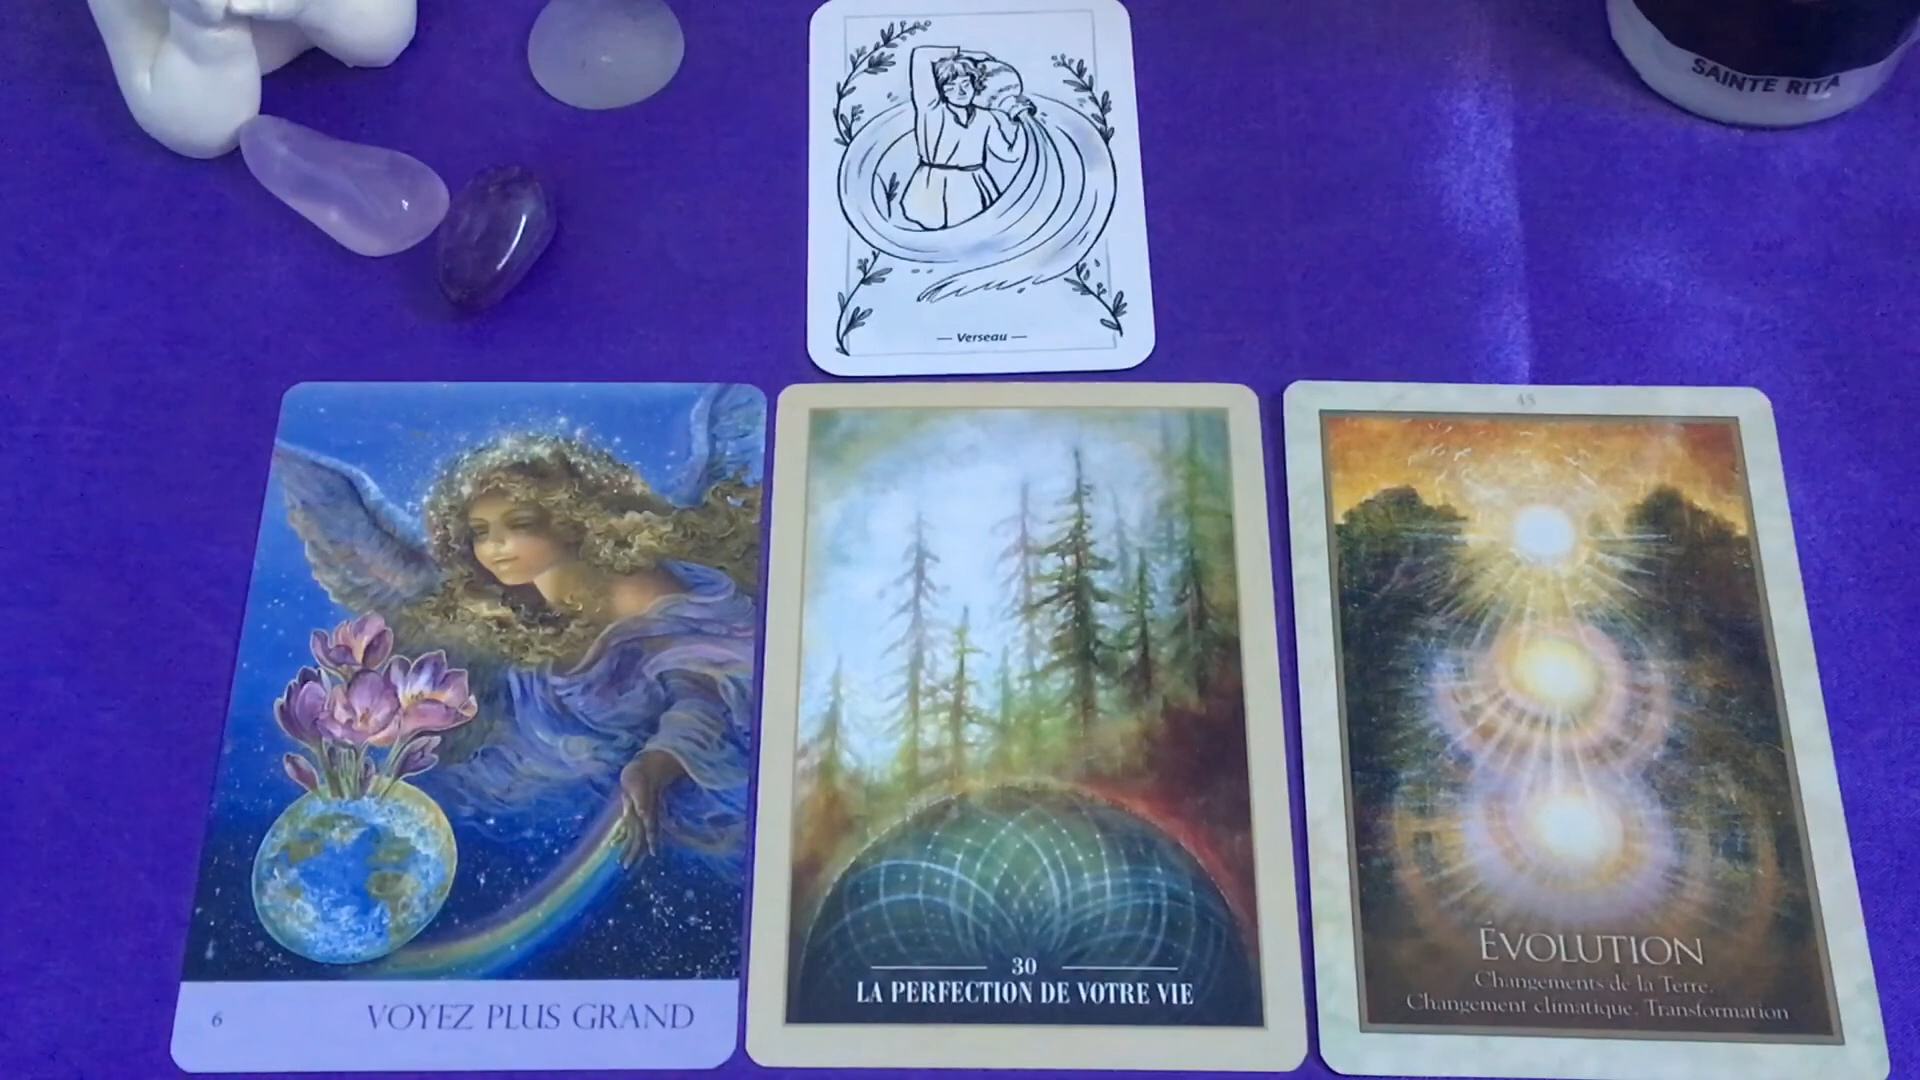 SAINTE RITA
— Verseau —
6
VOYEZ PLUS GRAND
30
LA PERFECTION DE VOTRE VIE
45
ÉVOLUTION
Changements de la Terre.
Changement climatique. Transformation